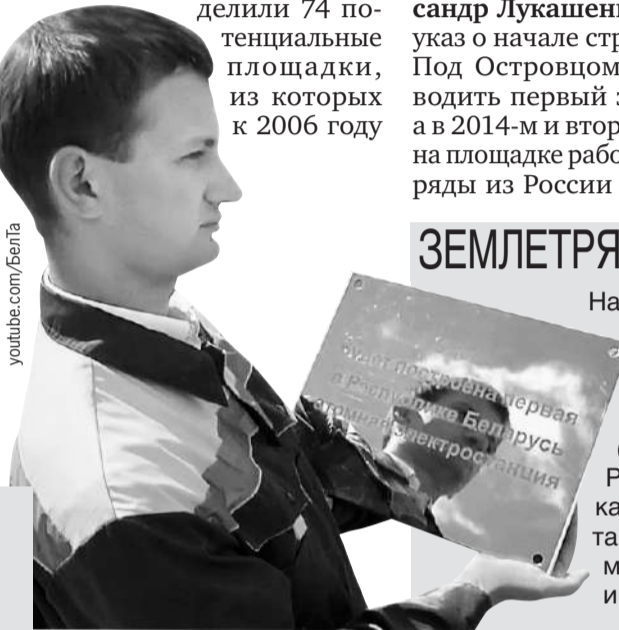 делили 74 по-
тенциальные
площадки,
из которых
к 2006 году
сандр Лукашен
указ о начале стр
Под Островцом
водить первый
а в 2014-м и втор
на площадке рабо
ряды из России
youtube.com/БелТа
ЗЕМЛЕТРЯ
На
ка
та
м
и
будет построена первая
в Республике Беларусь
атомная электростанция